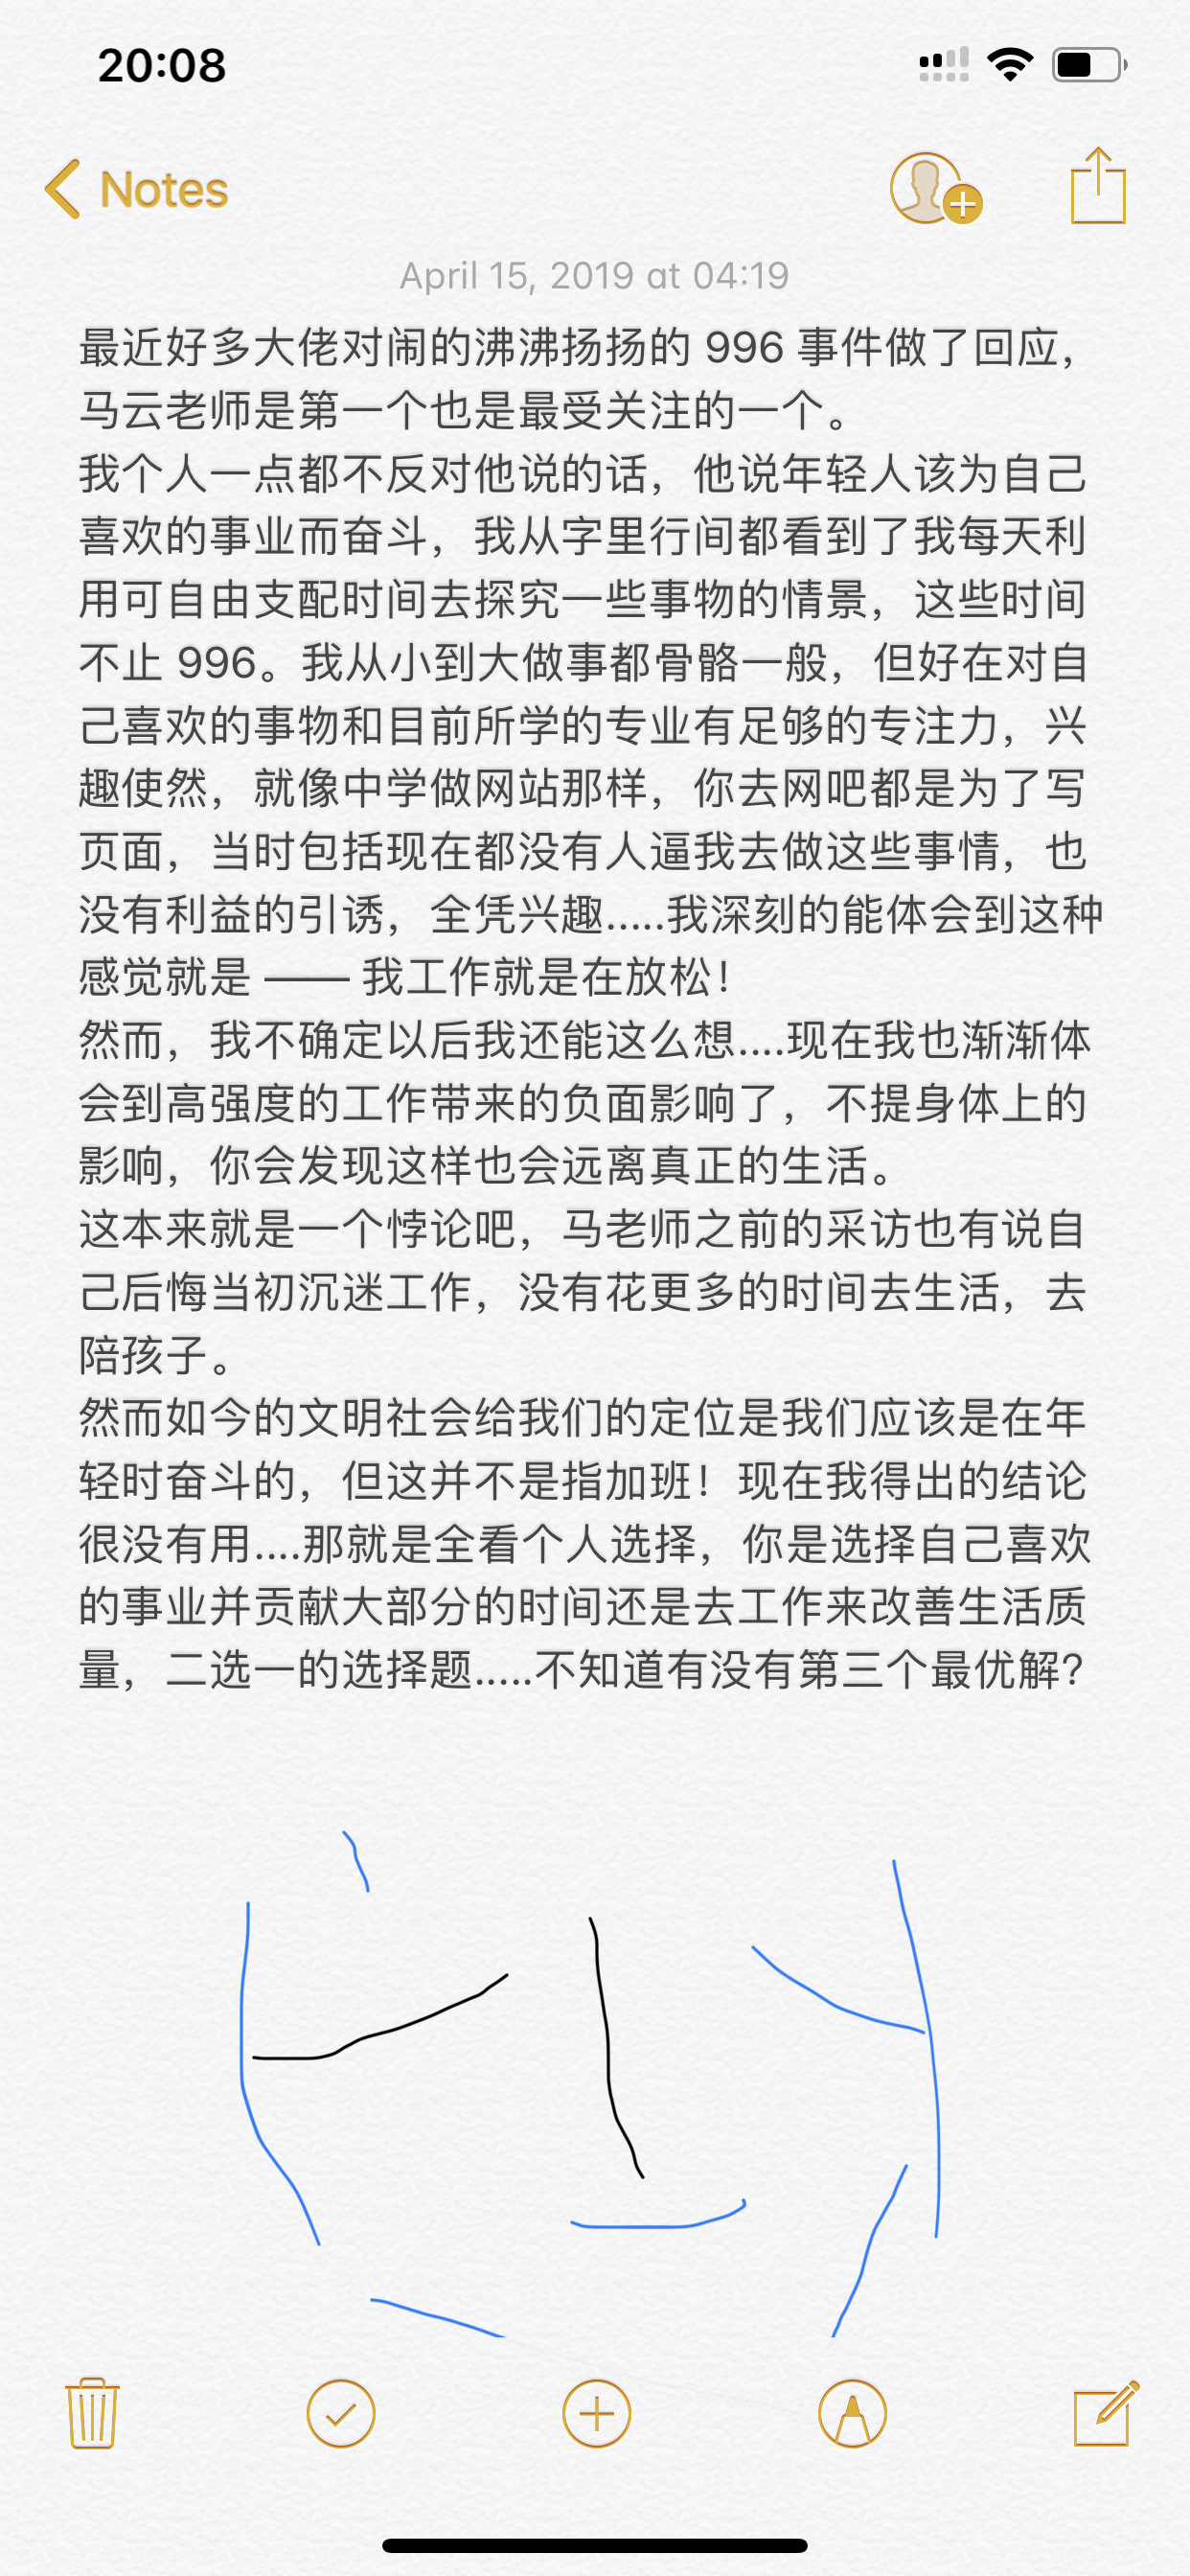 20:08
Notes
April 15, 2019 at 04:19
最近好多大佬对闹的沸沸扬扬的 996 事件做了回应，
马云老师是第一个也是最受关注的一个。
我个人一点都不反对他说的话，他说年轻人该为自己
喜欢的事业而奋斗，我从字里行间都看到了我每天利
用可自由支配时间去探究一些事物的情景，这些时间
不止 996。我从小到大做事都骨骼一般，但好在对自
己喜欢的事物和目前所学的专业有足够的专注力，兴
趣使然，就像中学做网站那样，你去网吧都是为了写
页面，当时包括现在都没有人逼我去做这些事情，也
没有利益的引诱，全凭兴趣.....我深刻的能体会到这种
感觉就是 —— 我工作就是在放松！
然而，我不确定以后我还能这么想....现在我也渐渐体
会到高强度的工作带来的负面影响了，不提身体上的
影响，你会发现这样也会远离真正的生活。
这本来就是一个悖论吧，马老师之前的采访也有说自
己后悔当初沉迷工作，没有花更多的时间去生活，去
陪孩子。
然而如今的文明社会给我们的定位是我们应该是在年
轻时奋斗的，但这并不是指加班！现在我得出的结论
很没有用....那就是全看个人选择，你是选择自己喜欢
的事业并贡献大部分的时间还是去工作来改善生活质
量，二选一的选择题.....不知道有没有第三个最优解?